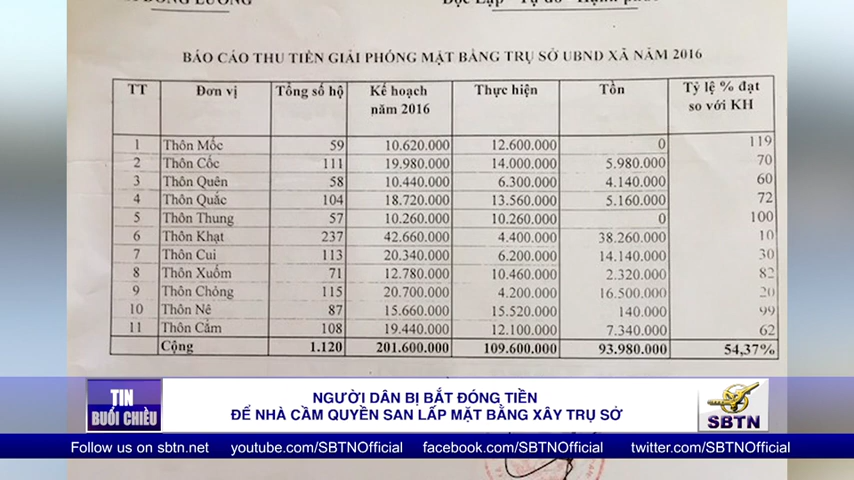 BÁO CÁO THU TIỀN GIẢI PHÓNG MẶT BẰNG TRỤ SỞ UBND XÃ NĂM 2016
TT Đơn vị Tổng số hộ Kế hoạch năm 2016 Thực hiện Tồn Tỷ lệ % đạt so với KH
1 Thôn Mốc 59 10.620.000 12.600.000 0 119
2 Thôn Cốc 111 19.980.000 14.000.000 5.980.000 70
3 Thôn Quên 58 10.440.000 6.300.000 4.140.000 60
4 Thôn Quắc 104 18.720.000 13.560.000 5.160.000 72
5 Thôn Thung 57 10.260.000 10.260.000 0 100
6 Thôn Khạt 237 42.660.000 4.400.000 38.260.000 10
7 Thôn Cui 113 20.340.000 6.200.000 14.140.000 30
8 Thôn Xuốm 71 12.780.000 10.460.000 2.320.000 82
9 Thôn Chóng 115 20.700.000 4.200.000 16.500.000 20
10 Thôn Nê 87 15.660.000 15.520.000 140.000 99
11 Thôn Cắm 108 19.440.000 12.100.000 7.340.000 62
Cộng 1.120 201.600.000 109.600.000 93.980.000 54,37%
TIN
BUỔI CHIỀU
NGƯỜI DÂN BỊ BẮT ĐÓNG TIỀN
ĐỂ NHÀ CẦM QUYỀN SAN LẤP MẶT BẰNG XÂY TRỤ SỞ
SBTN
Follow us on sbtn.net youtube.com/SBTNOfficial facebook.com/SBTNOfficial twitter.com/SBTNOfficial